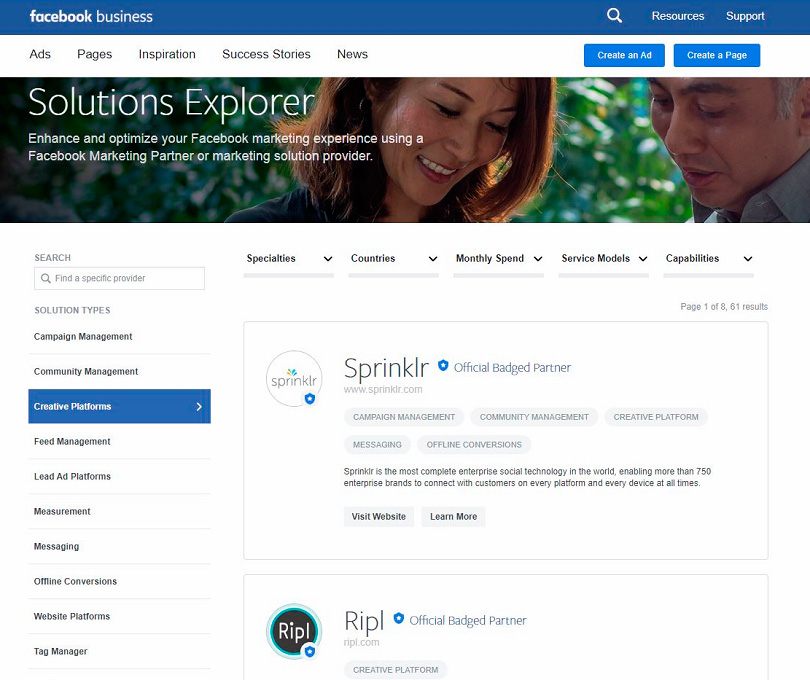 facebook business
Resources
Support
Ads
Pages
Inspiration
Success Stories
News
Create an Ad
Create a Page
Solutions Explorer
Enhance and optimize your Facebook marketing experience using a
Facebook Marketing Partner or marketing solution provider.
SEARCH
Find a specific provider
SOLUTION TYPES
Campaign Management
Community Management
Creative Platforms
Feed Management
Lead Ad Platforms
Measurement
Messaging
Offline Conversions
Website Platforms
Tag Manager
Specialties
Countries
Monthly Spend
Service Models
Capabilities
Page 1 of 8, 61 results
sprinklr
Sprinklr
Official Badged Partner
www.sprinklr.com
CAMPAIGN MANAGEMENT
COMMUNITY MANAGEMENT
CREATIVE PLATFORM
MESSAGING
OFFLINE CONVERSIONS
Sprinklr is the most complete enterprise social technology in the world, enabling more than 750
enterprise brands to connect with customers on every platform and every device at all times.
Visit Website
Learn More
Ripl
Ripl
Official Badged Partner
ripl.com
CREATIVE PLATFORM